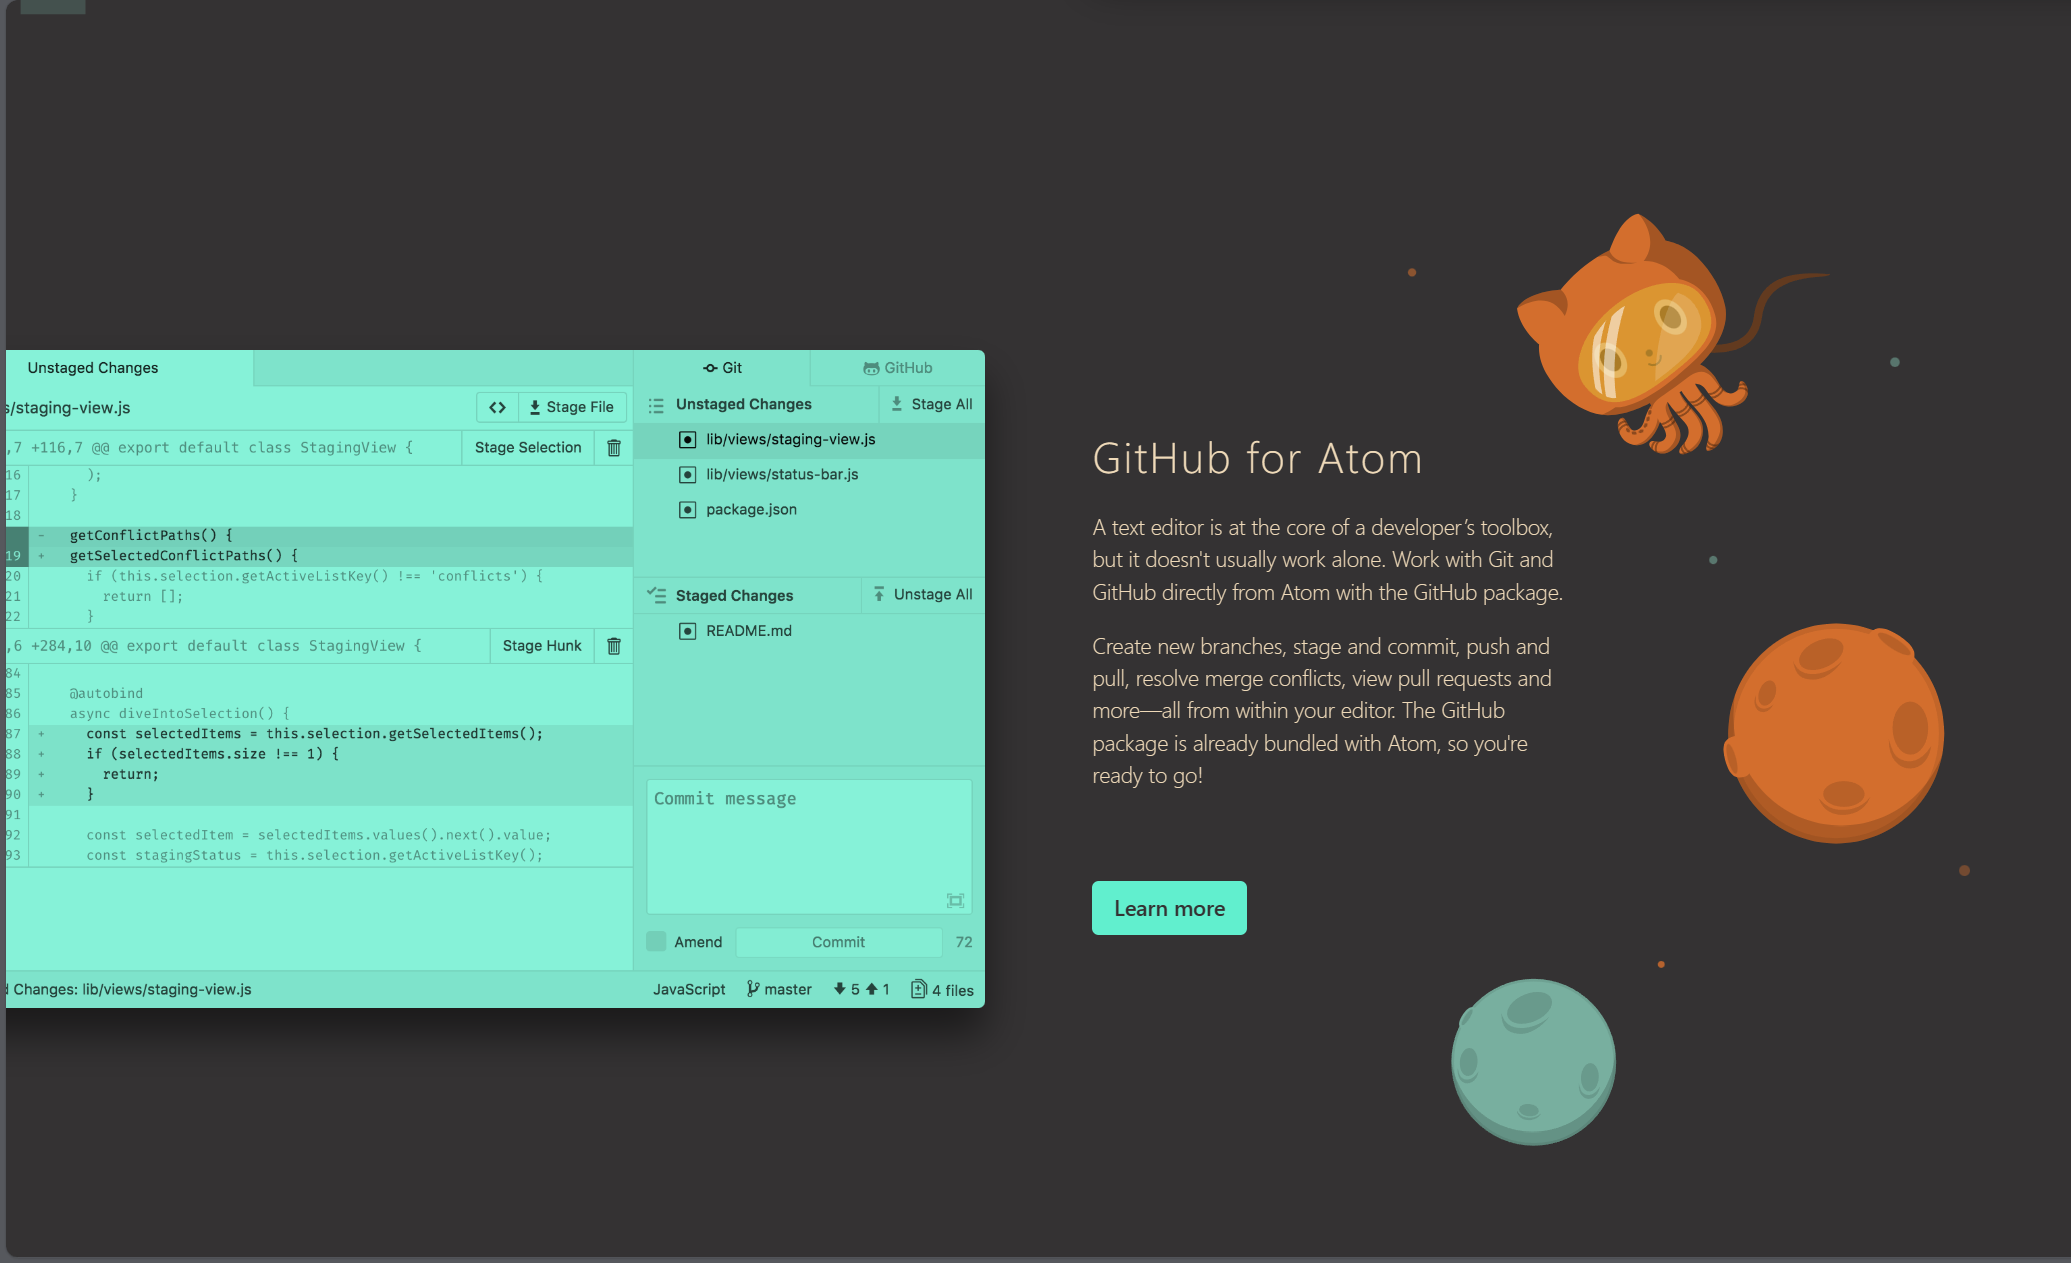 Unstaged Changes
s/staging-view.js
<> Stage File
,7 +116,7 @@ export default class StagingView {
Stage Selection
16 );
17 }
18
- getConflictPaths() {
19 + getSelectedConflictPaths() {
20 if (this.selection.getActiveListKey() !== 'conflicts') {
21 return [];
22 }
,6 +284,10 @@ export default class StagingView {
Stage Hunk
84
85 @autobind
86 async diveIntoSelection() {
87 + const selectedItems = this.selection.getSelectedItems();
88 + if (selectedItems.size !== 1) {
89 + return;
90 + }
91
92 const selectedItem = selectedItems.values().next().value;
93 const stagingStatus = this.selection.getActiveListKey();
Git
GitHub
Unstaged Changes
Stage All
lib/views/staging-view.js
lib/views/status-bar.js
package.json
Staged Changes
Unstage All
README.md
Commit message
Amend
Commit
72
d Changes: lib/views/staging-view.js
JavaScript
master
5 1
4 files
GitHub for Atom
A text editor is at the core of a developer’s toolbox,
but it doesn't usually work alone. Work with Git and
GitHub directly from Atom with the GitHub package.
Create new branches, stage and commit, push and
pull, resolve merge conflicts, view pull requests and
more—all from within your editor. The GitHub
package is already bundled with Atom, so you're
ready to go!
Learn more